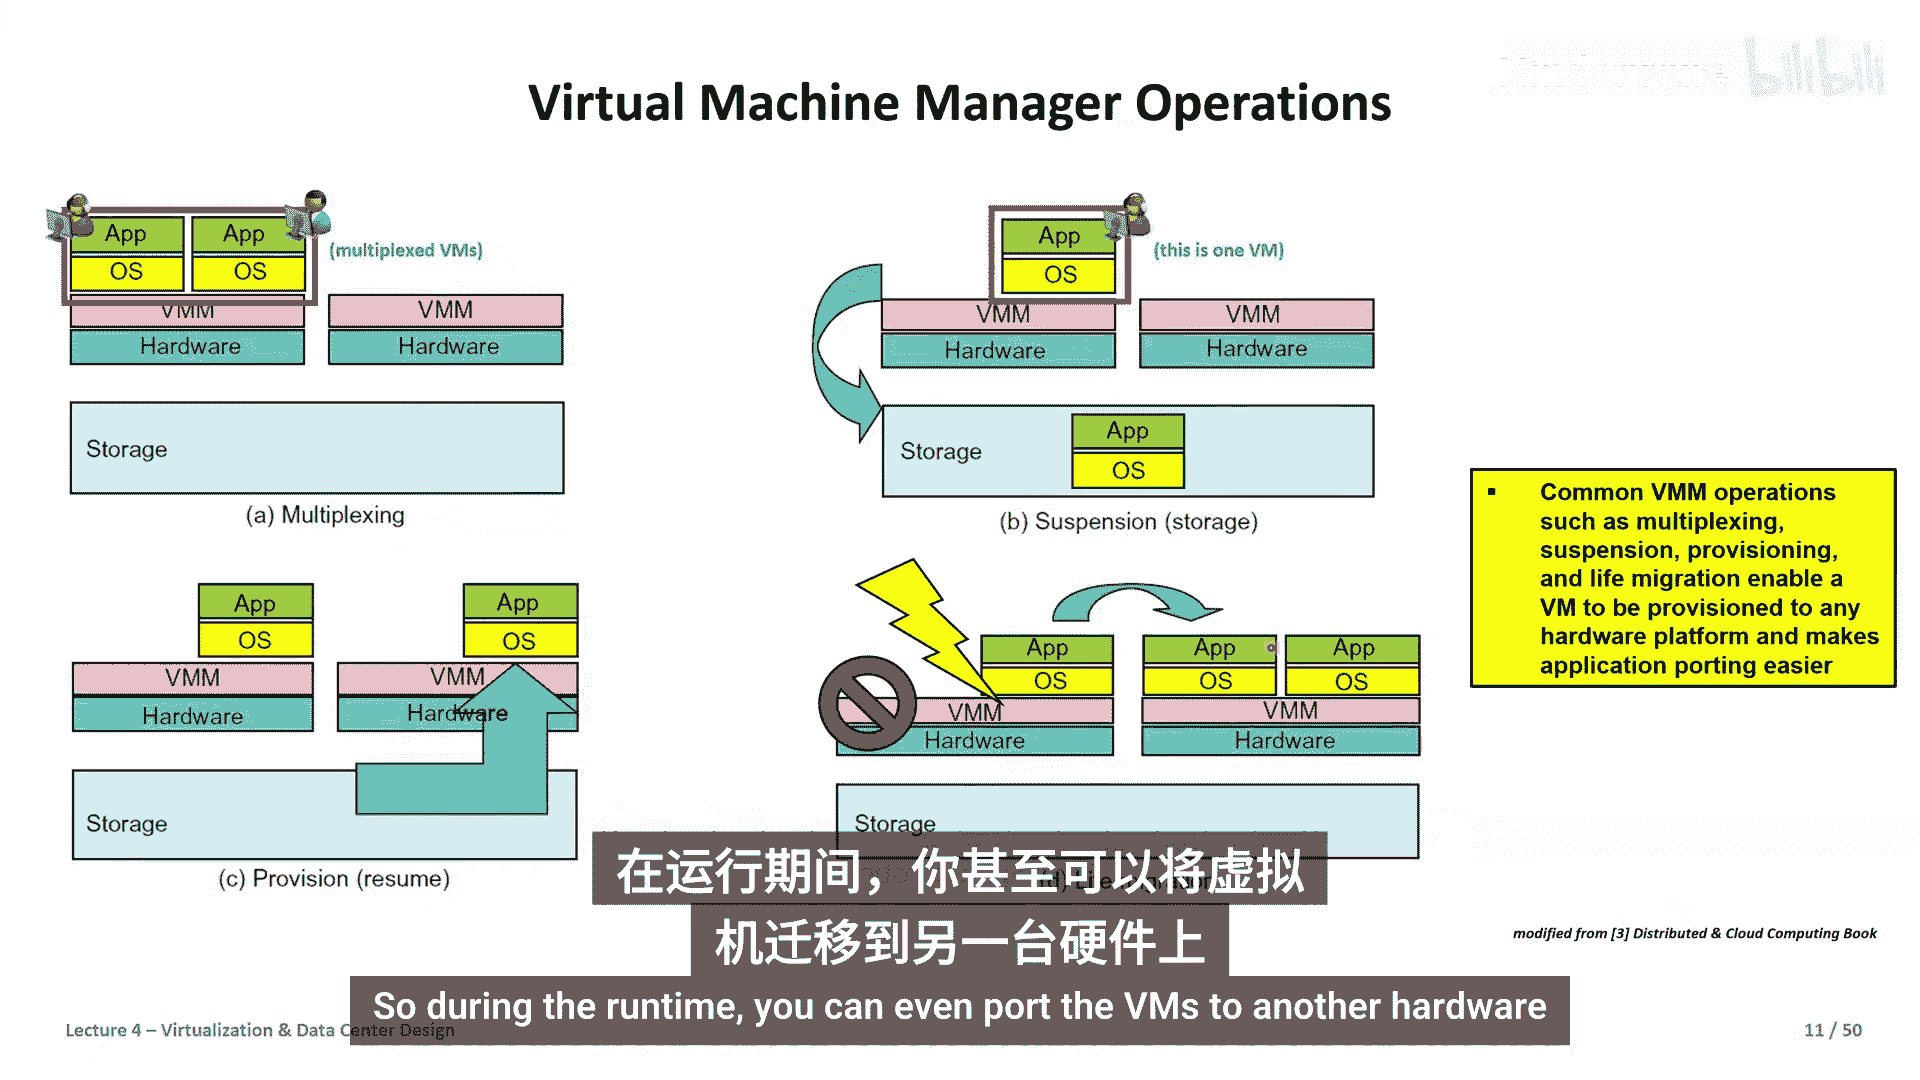 bilibili
Virtual Machine Manager Operations
App
App
(multiplexed VMs)
OS
OS
VMM
VMM
Hardware
Hardware
Storage
(a) Multiplexing
App
(this is one VM)
OS
VMM
VMM
Hardware
Hardware
Storage
App
OS
(b) Suspension (storage)
▪ Common VMM operations
such as multiplexing,
suspension, provisioning,
and life migration enable a
VM to be provisioned to any
hardware platform and makes
application porting easier
App
App
OS
OS
VMM
VMM
Hardware
Hardware
Storage
(c) Provision (resume)
App
App
App
OS
OS
OS
VMM
VMM
Hardware
Hardware
Storage
在运行期间，你甚至可以将虚拟
机迁移到另一台硬件上
So during the runtime, you can even port the VMs to another hardware
modified from [3] Distributed & Cloud Computing Book
Lecture 4 – Virtualization & Data Center Design
11 / 50